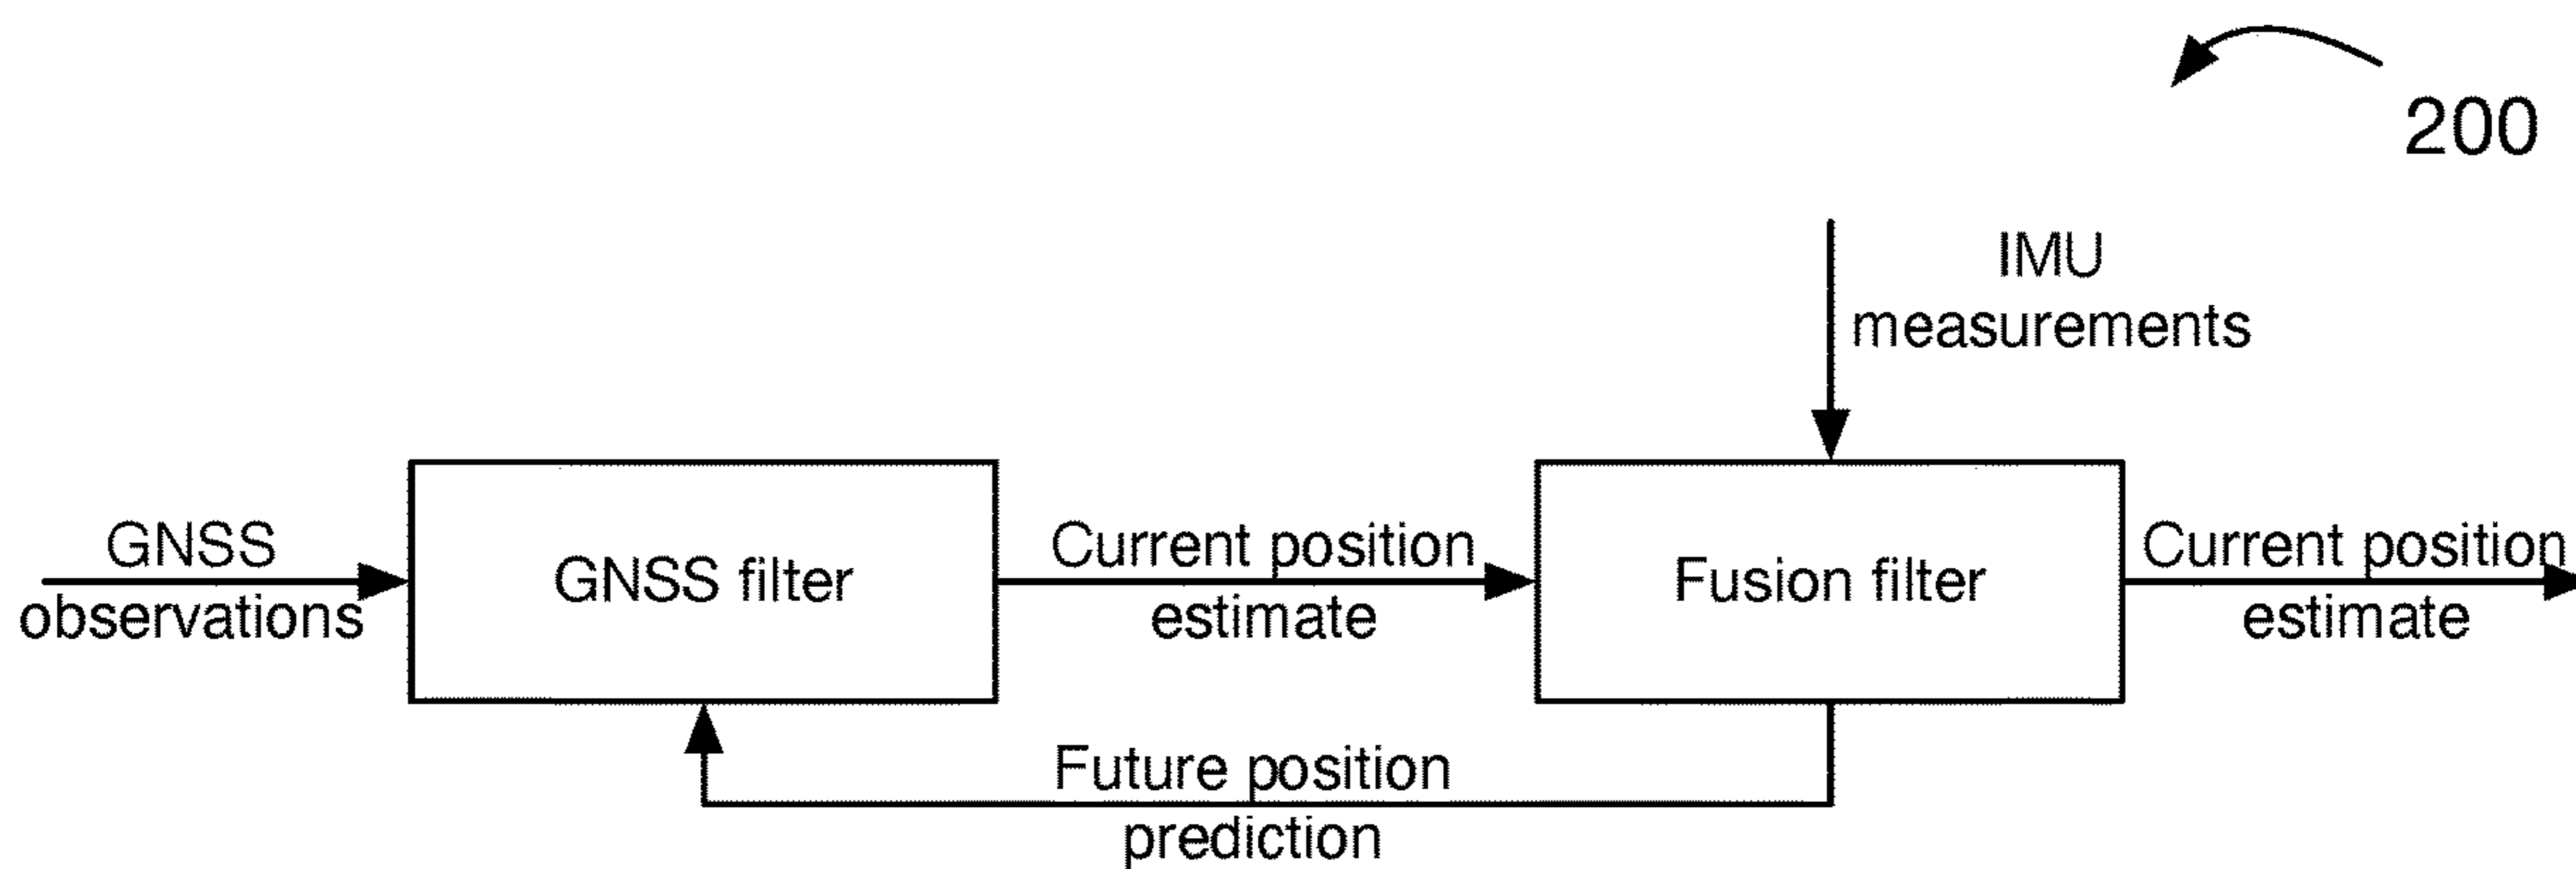 200
IMU
measurements
GNSS
observations
GNSS filter
Current position
estimate
Fusion filter
Current position
estimate
Future position
prediction